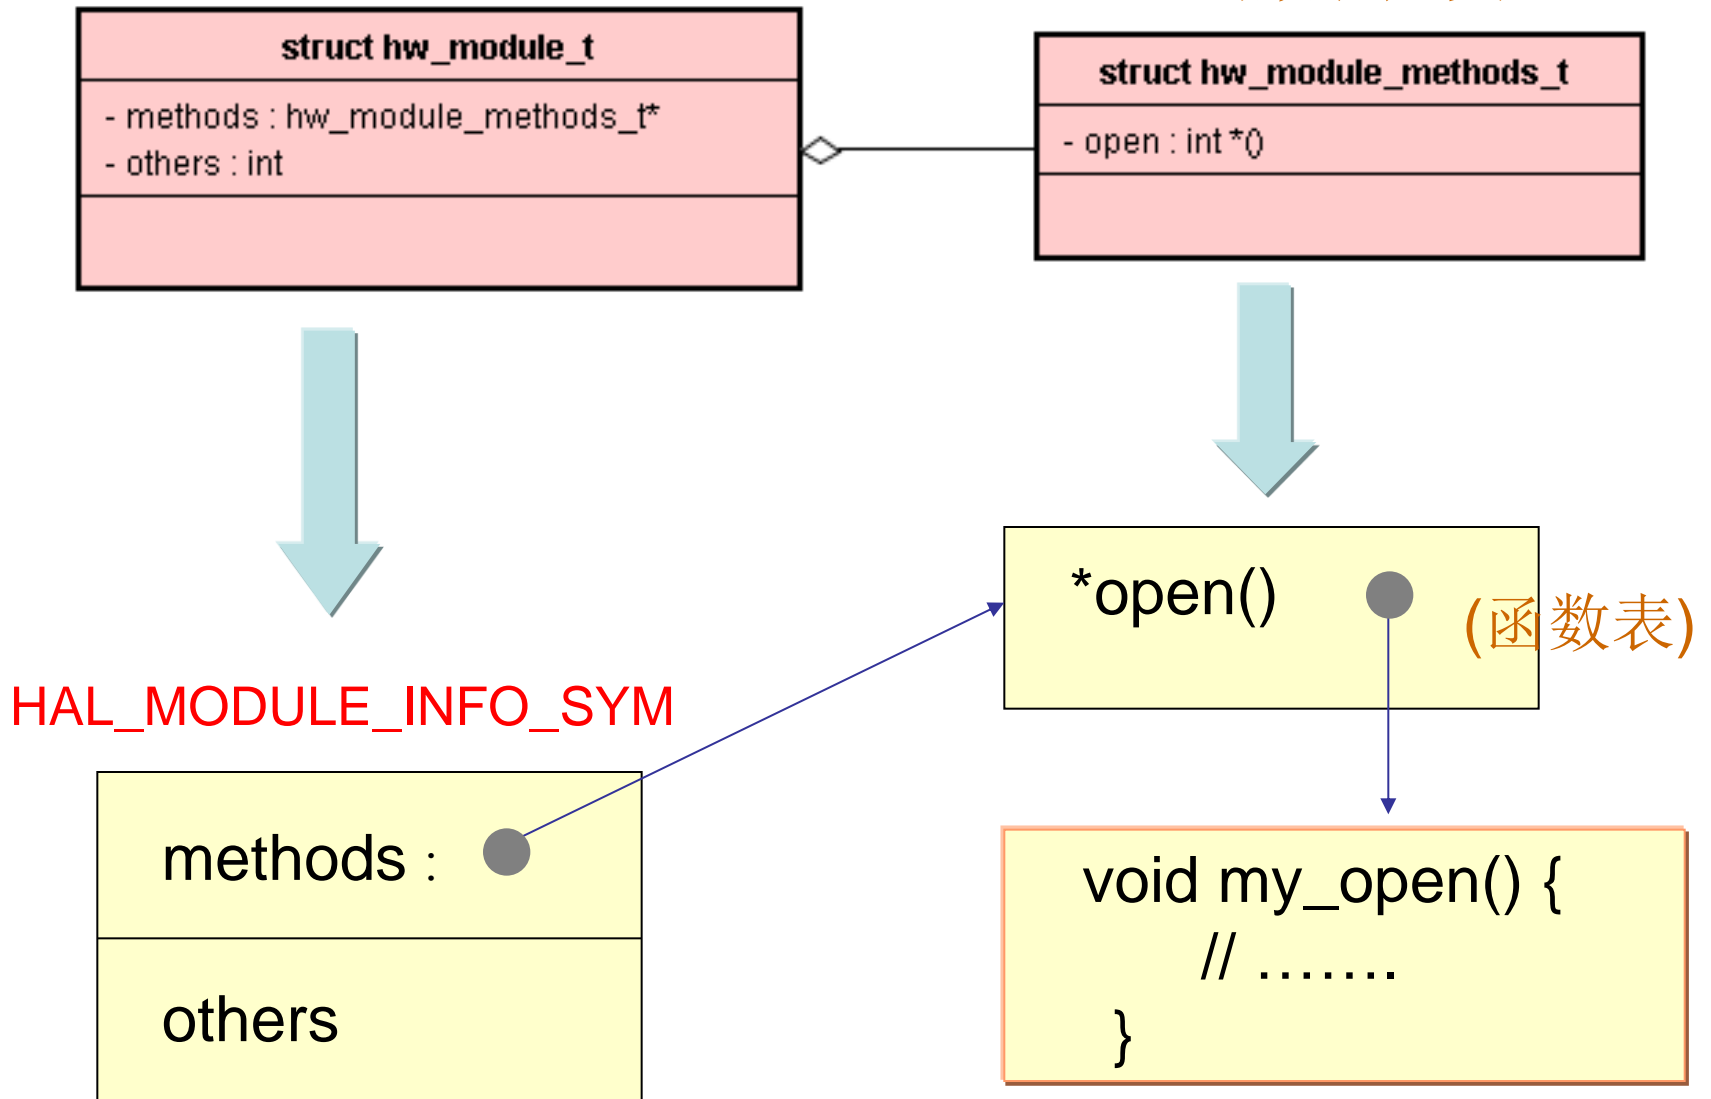 struct hw_module_t
- methods : hw_module_methods_t*
- others : int
struct hw_module_methods_t
- open : int *()
*open()
(函数表)
HAL_MODULE_INFO_SYM
methods :
others
void my_open() {
// …….
}